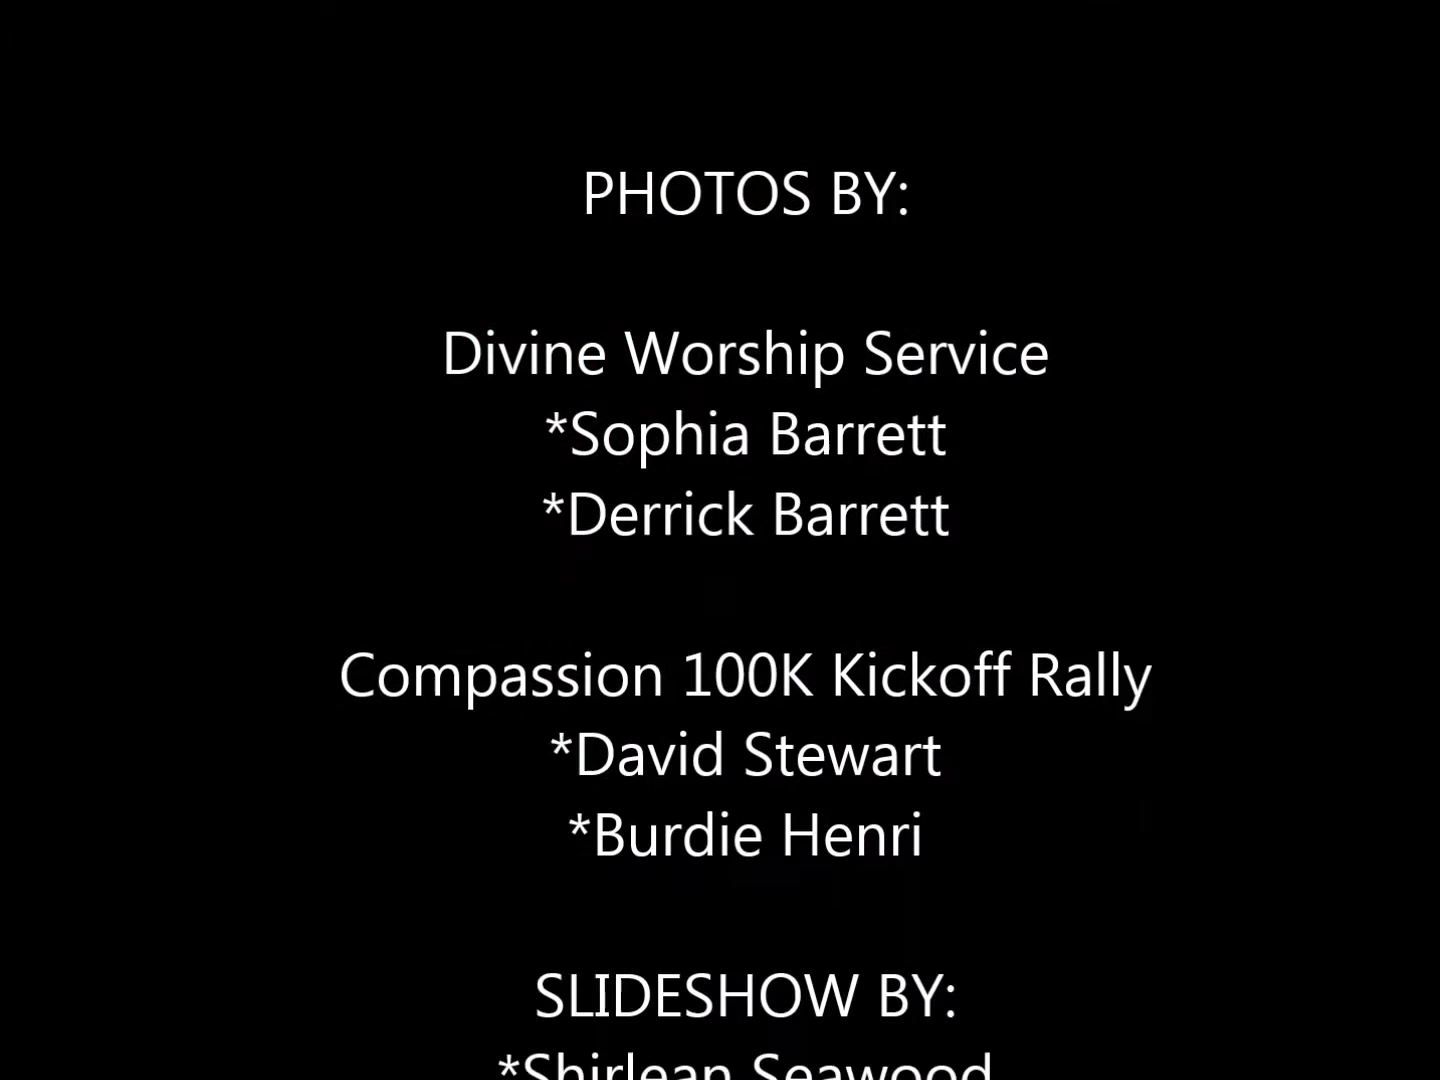 PHOTOS BY:
Divine Worship Service
*Sophia Barrett
*Derrick Barrett
Compassion 100K Kickoff Rally
*David Stewart
*Burdie Henri
SLIDESHOW BY:
*Shirlean Seawood